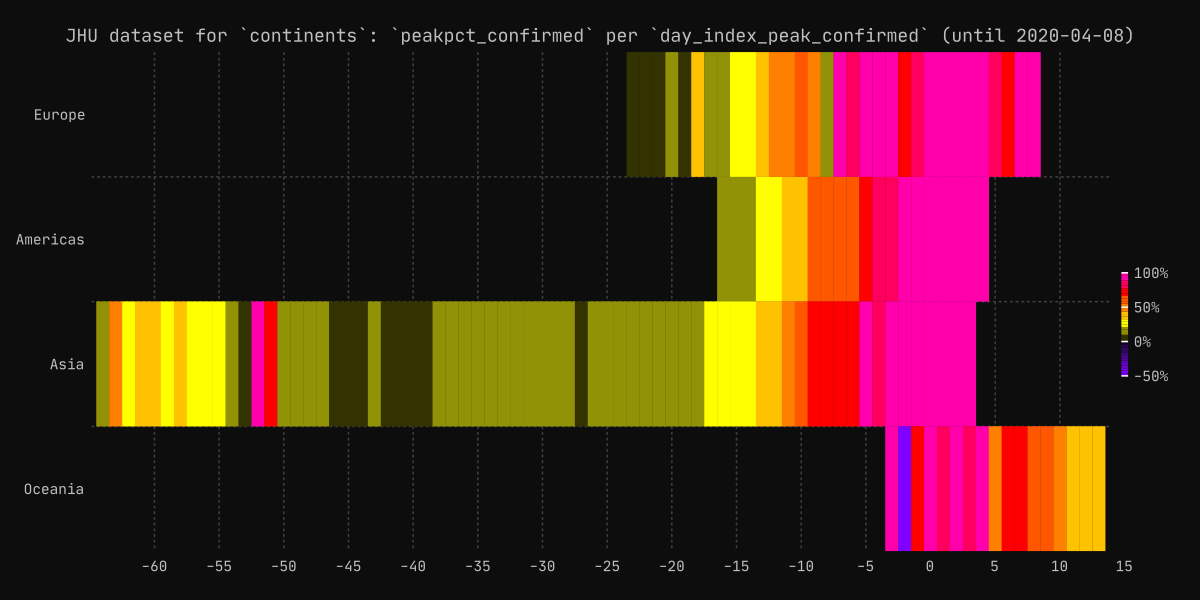 JHU dataset for `continents`: `peakpct_confirmed` per `day_index_peak_confirmed` (until 2020-04-08)
Europe
Americas
Asia
Oceania
100%
50%
0%
-50%
-60 -55 -50 -45 -40 -35 -30 -25 -20 -15 -10 -5 0 5 10 15